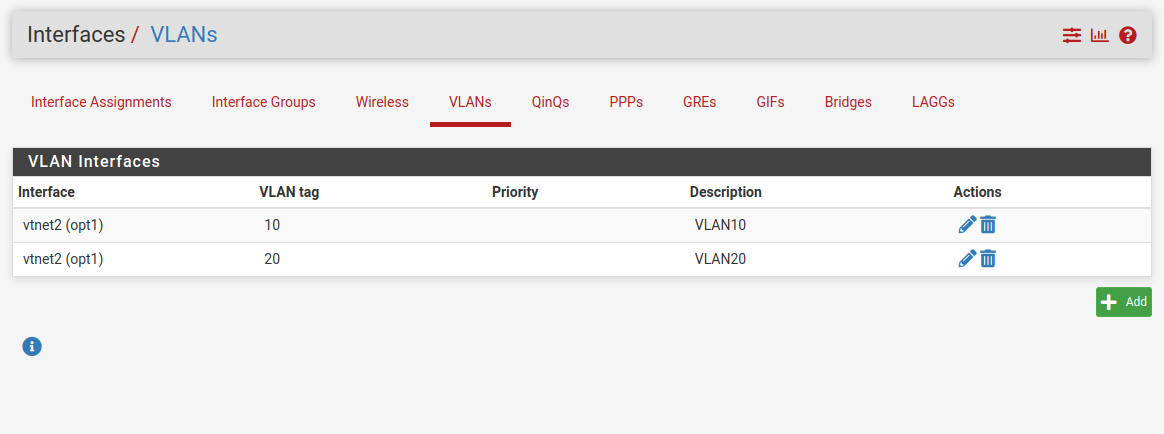 Interfaces / VLANs
Interface Assignments Interface Groups Wireless VLANs QinQs PPPs GREs GIFs Bridges LAGGs
VLAN Interfaces
Interface VLAN tag Priority Description Actions
vtnet2 (opt1) 10 VLAN10
vtnet2 (opt1) 20 VLAN20
Add